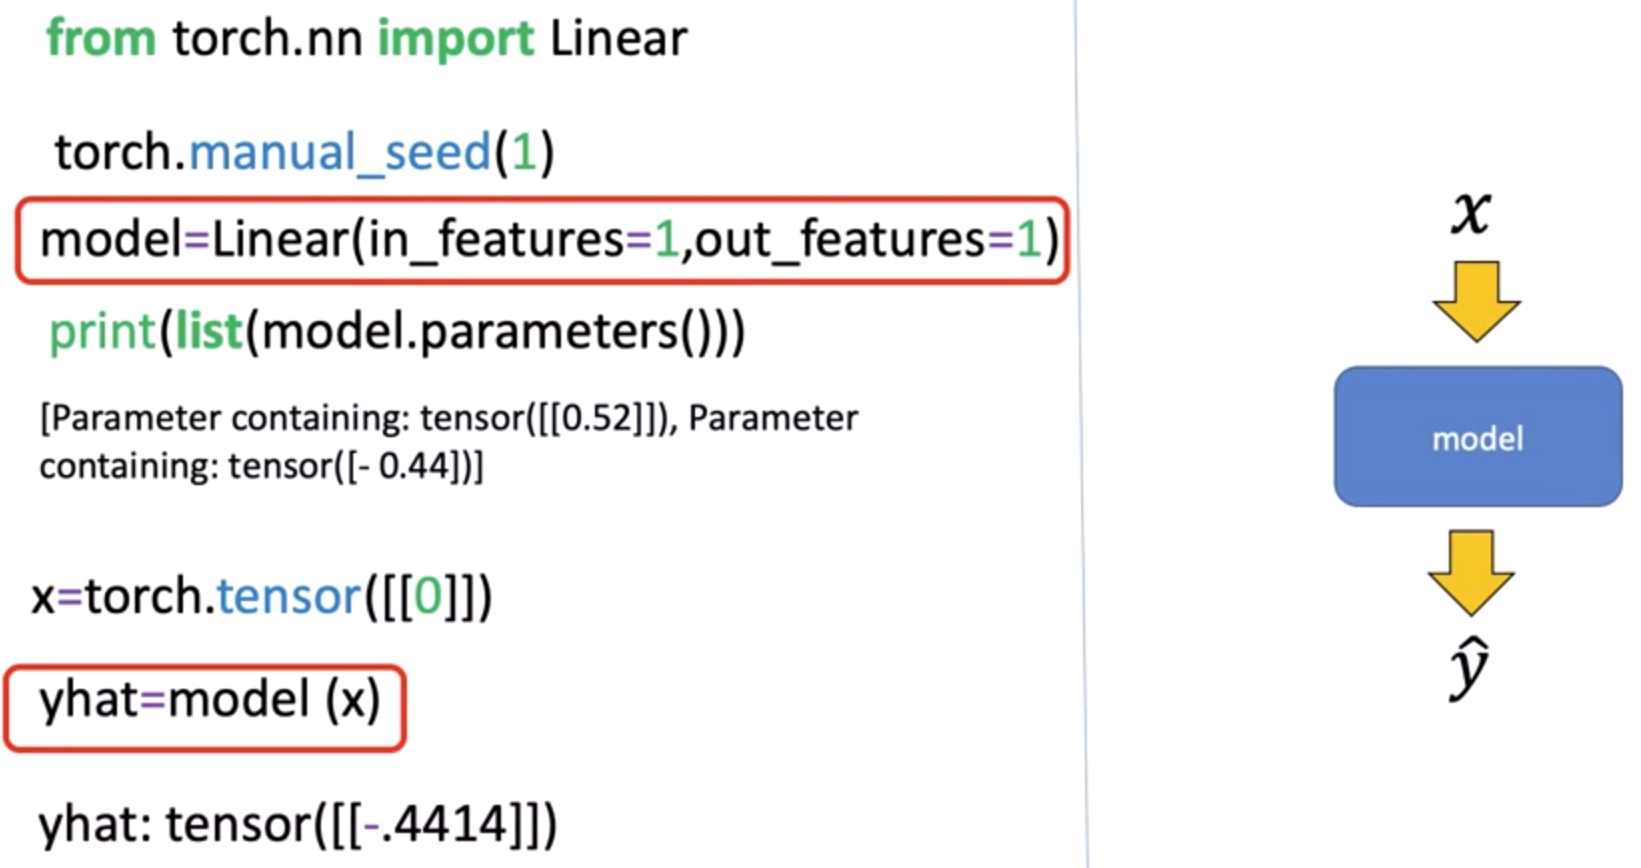 from torch.nn import Linear
torch.manual_seed(1)
model=Linear(in_features=1,out_features=1)
print(list(model.parameters()))
[Parameter containing: tensor([[0.52]]), Parameter
containing: tensor([- 0.44])]
x=torch.tensor([[0]])
yhat=model (x)
yhat: tensor([[-.4414]])
x
model
ŷ